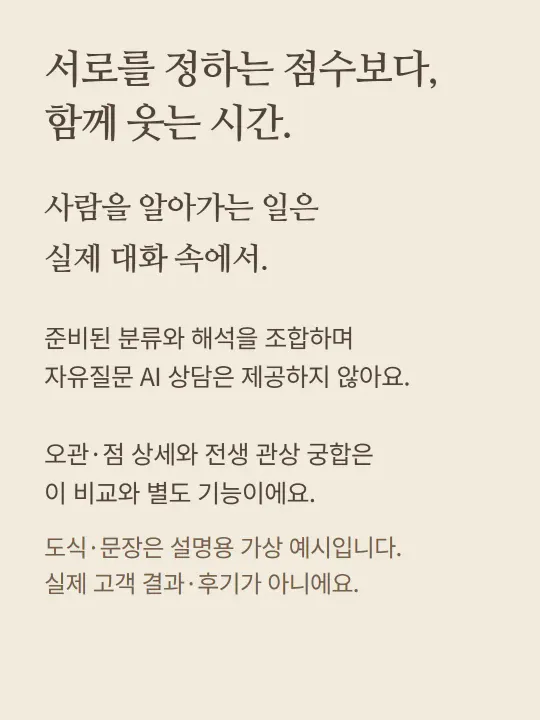 서로를 정하는 점수보다,
함께 웃는 시간.
사람을 알아가는 일은
실제 대화 속에서.
준비된 분류와 해석을 조합하며
자유질문 AI 상담은 제공하지 않아요.
오관·점 상세와 전생 관상 궁합은
이 비교와 별도 기능이에요.
도식·문장은 설명용 가상 예시입니다.
실제 고객 결과·후기가 아니에요.